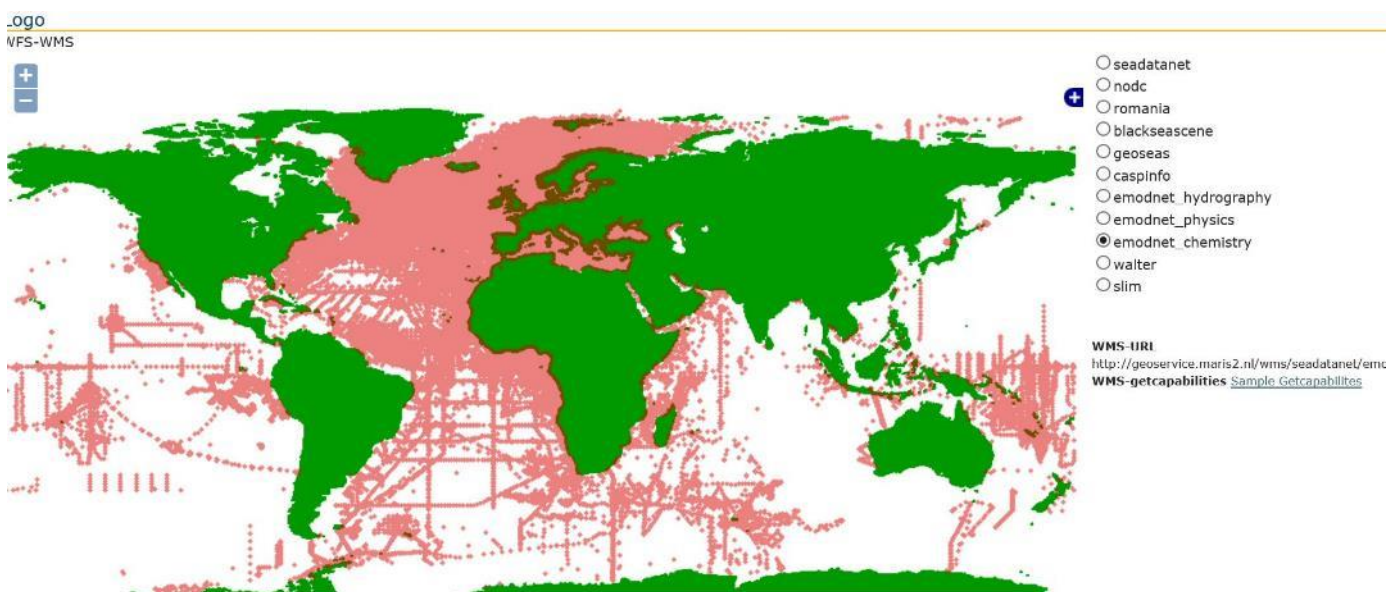 Logo
WFS-WMS
+
−
+
seadatanet
nodc
romania
blackseascene
geoseas
caspinfo
emodnet_hydrography
emodnet_physics
emodnet_chemistry
walter
slim
WMS-URL
http://geoservice.maris2.nl/wms/seadatanet/emo
WMS-getcapabilities Sample Getcapabilites